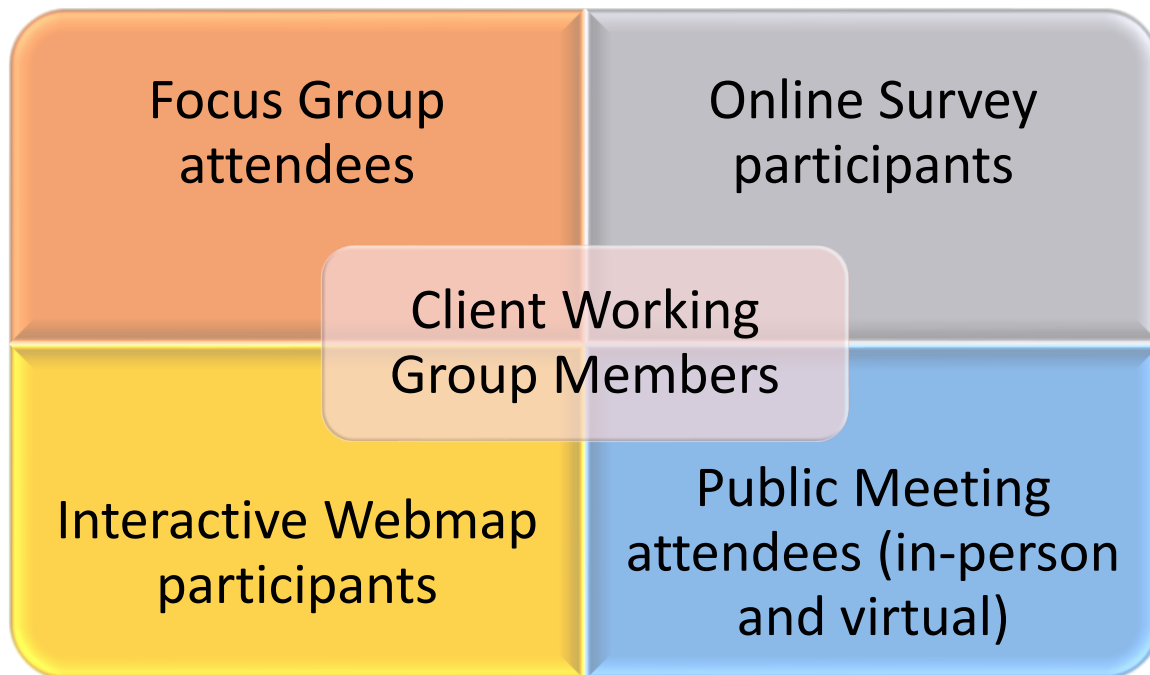 Focus Group
attendees
Online Survey
participants
Client Working
Group Members
Interactive Webmap
participants
Public Meeting
attendees (in-person
and virtual)